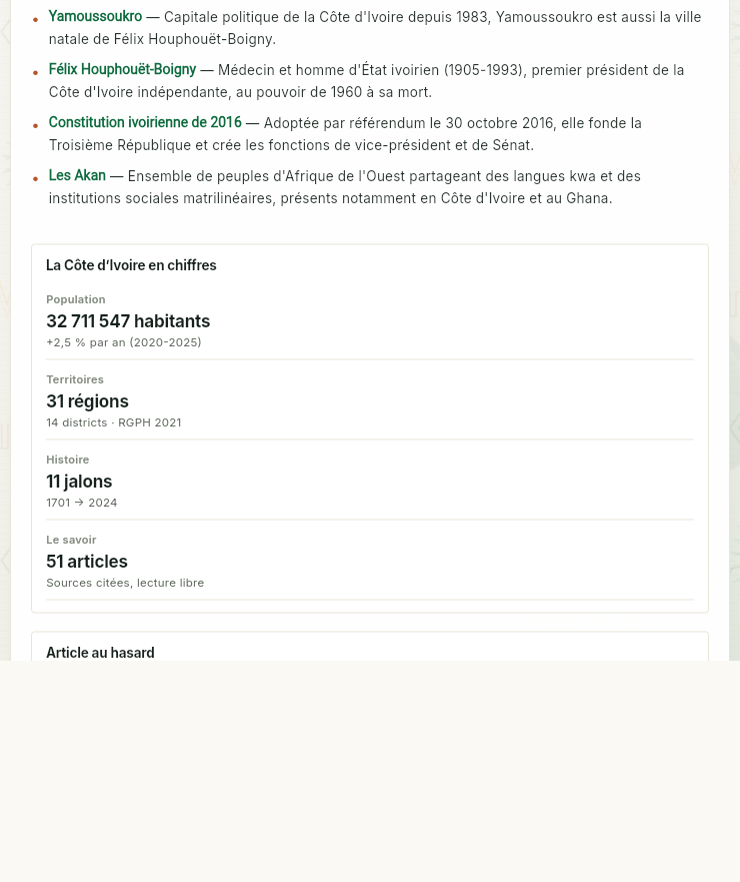 • Yamoussoukro — Capitale politique de la Côte d'Ivoire depuis 1983, Yamoussoukro est aussi la ville
natale de Félix Houphouët-Boigny.
• Félix Houphouët-Boigny — Médecin et homme d'État ivoirien (1905-1993), premier président de la
Côte d'Ivoire indépendante, au pouvoir de 1960 à sa mort.
• Constitution ivoirienne de 2016 — Adoptée par référendum le 30 octobre 2016, elle fonde la
Troisième République et crée les fonctions de vice-président et de Sénat.
• Les Akan — Ensemble de peuples d'Afrique de l'Ouest partageant des langues kwa et des
institutions sociales matrilinéaires, présents notamment en Côte d'Ivoire et au Ghana.
La Côte d’Ivoire en chiffres
Population
32 711 547 habitants
+2,5 % par an (2020-2025)
Territoires
31 régions
14 districts · RGPH 2021
Histoire
11 jalons
1701 → 2024
Le savoir
51 articles
Sources citées, lecture libre
Article au hasard